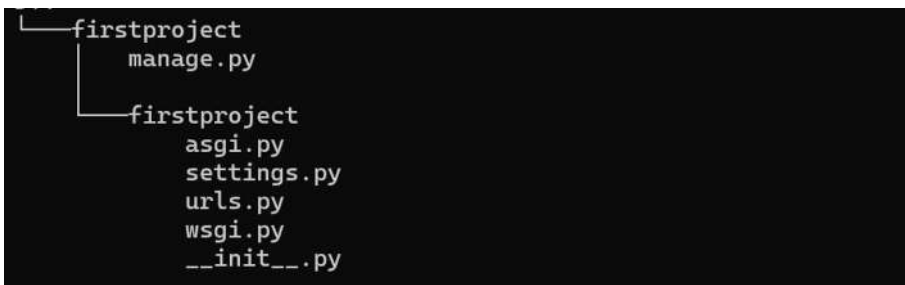 firstproject
manage.py
firstproject
asgi.py
settings.py
urls.py
wsgi.py
__init__.py